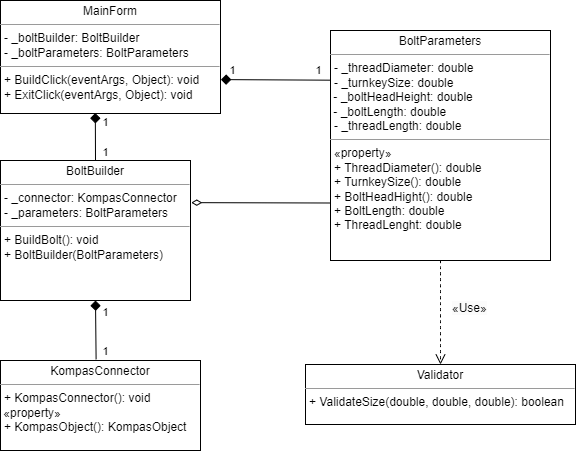 MainForm
- _boltBuilder: BoltBuilder
- _boltParameters: BoltParameters
+ BuildClick(eventArgs, Object): void
+ ExitClick(eventArgs, Object): void
1
1
BoltParameters
- _threadDiameter: double
- _turnkeySize: double
- _boltHeadHeight: double
- _boltLength: double
- _threadLength: double
«property»
+ ThreadDiameter(): double
+ TurnkeySize(): double
+ BoltHeadHight(): double
+ BoltLength: double
+ ThreadLenght: double
1
1
BoltBuilder
- _connector: KompasConnector
- _parameters: BoltParameters
+ BuildBolt(): void
+ BoltBuilder(BoltParameters)
1
1
«Use»
KompasConnector
+ KompasConnector(): void
«property»
+ KompasObject(): KompasObject
Validator
+ ValidateSize(double, double, double): boolean